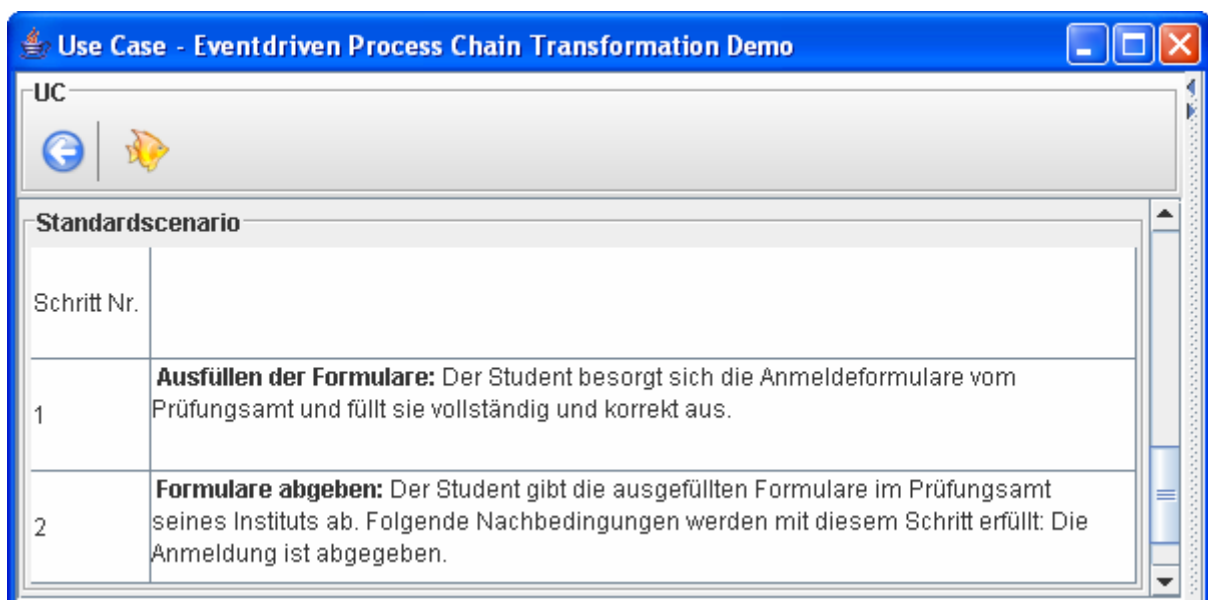 Use Case - Eventdriven Process Chain Transformation Demo
UC
Standardscenario
Schritt Nr.
1
Ausfüllen der Formulare: Der Student besorgt sich die Anmeldeformulare vom
Prüfungsamt und füllt sie vollständig und korrekt aus.
2
Formulare abgeben: Der Student gibt die ausgefüllten Formulare im Prüfungsamt
seines Instituts ab. Folgende Nachbedingungen werden mit diesem Schritt erfüllt: Die
Anmeldung ist abgegeben.